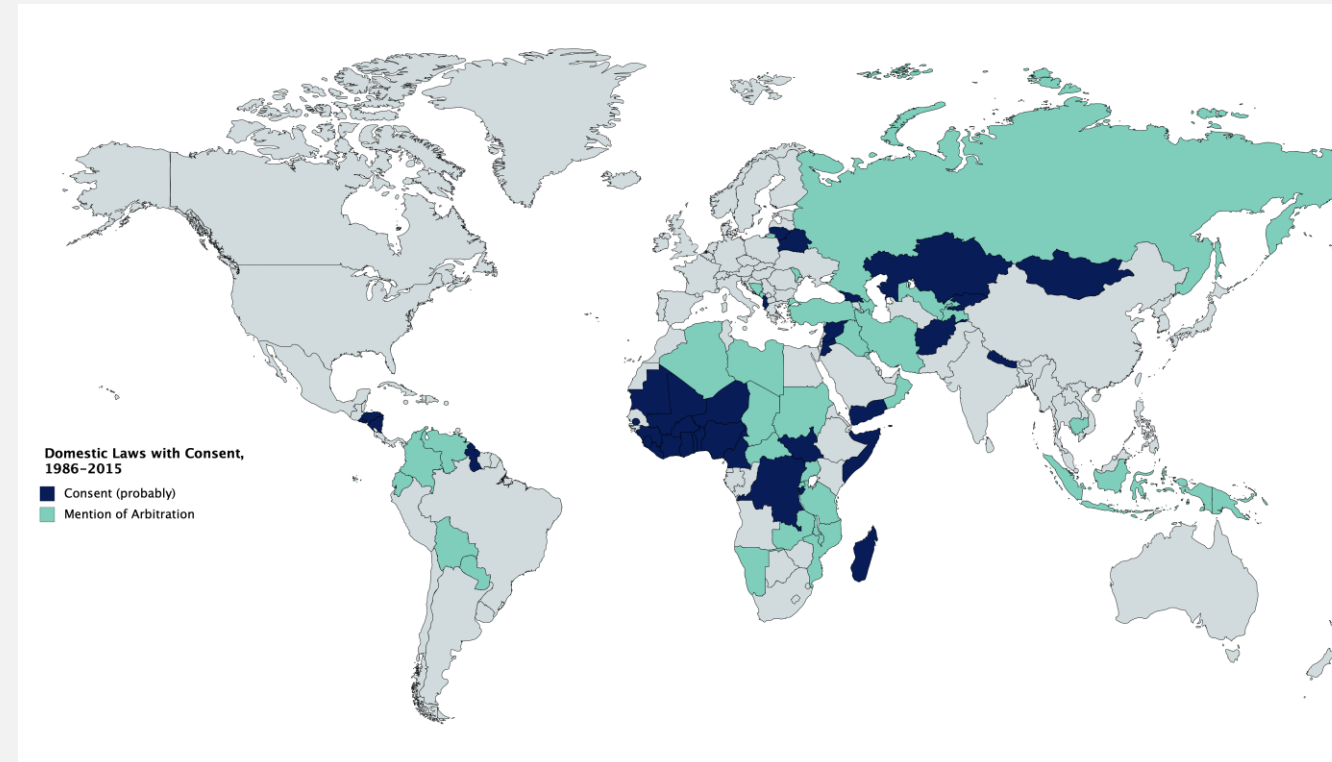 Domestic Laws with Consent,
1986–2015
Consent (probably)
Mention of Arbitration